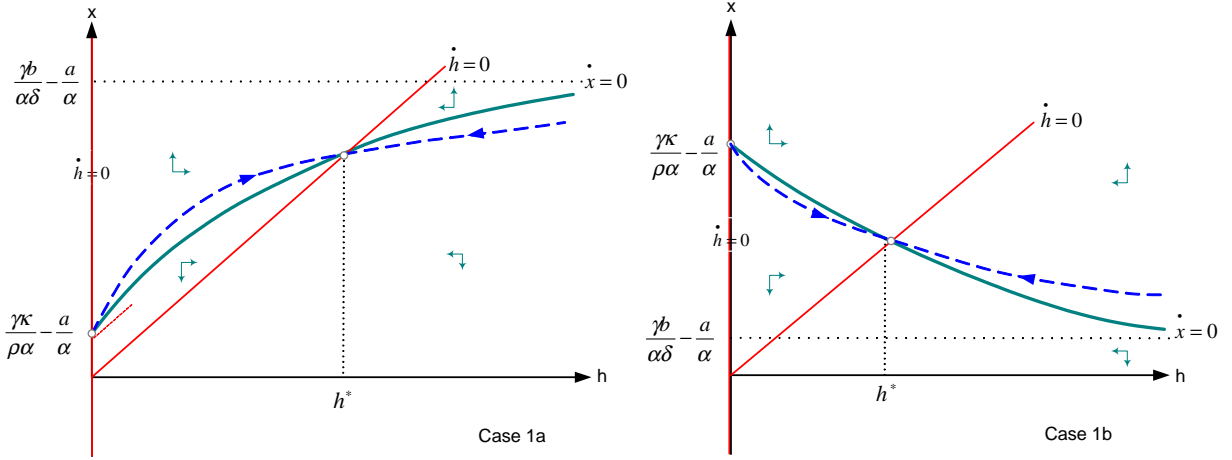 x
ḣ=0
γb/αδ − a/α
ẋ=0
ḣ=0
γκ/ρα − a/α
h
h*
Case 1a
x
ḣ=0
γκ/ρα − a/α
ḣ=0
γb/αδ − a/α
ẋ=0
h
h*
Case 1b